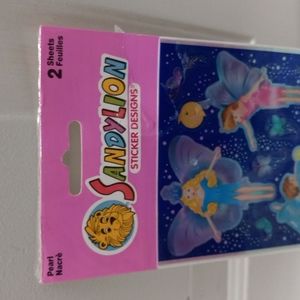 SANDYLION
STICKER DESIGNS®
2 Sheets
Feuilles
Pearl
Nacré